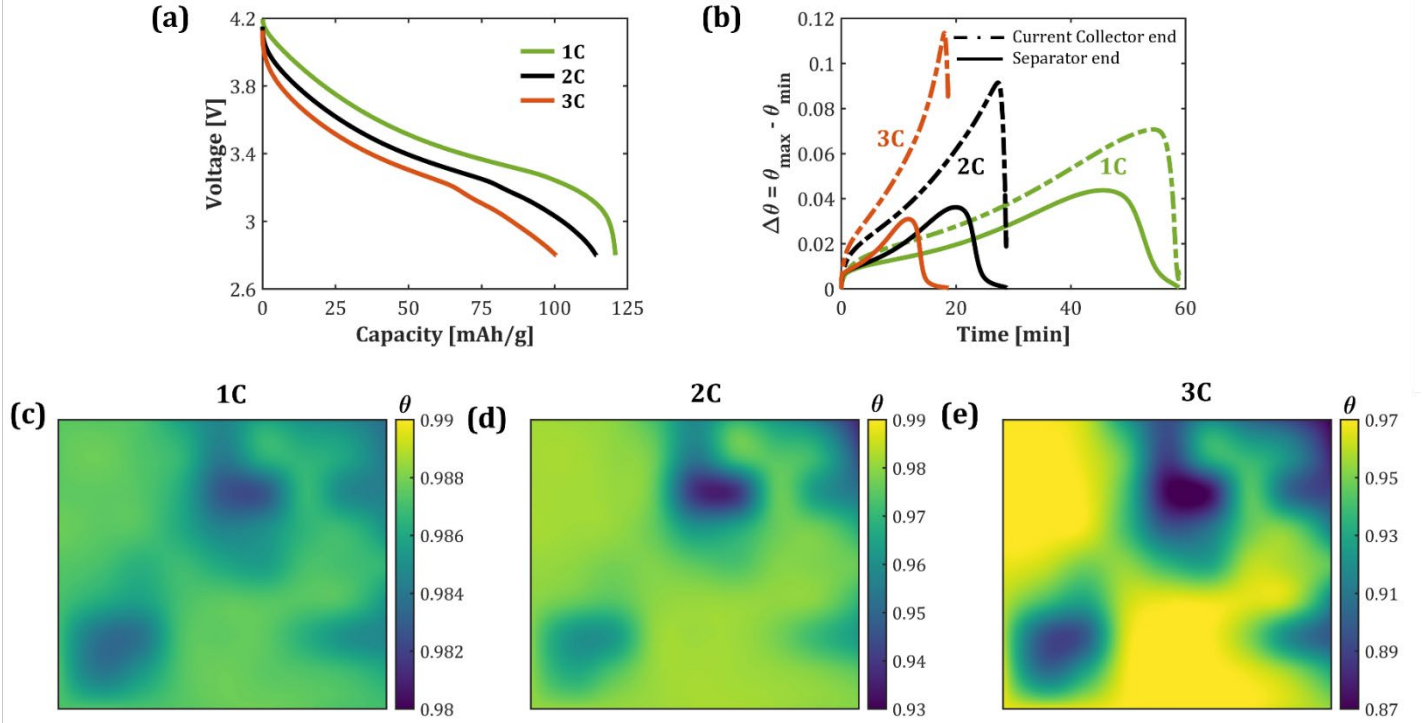 (a)
4.2
3.8
3.4
3
2.6
Voltage [V]
1C
2C
3C
0 25 50 75 100 125
Capacity [mAh/g]
(b)
0.12
0.1
0.08
0.06
0.04
0.02
0
Δθ = θmax - θmin
Current Collector end
Separator end
3C
2C
1C
0 20 40 60
Time [min]
(c)
1C
θ
0.99
0.988
0.986
0.984
0.982
0.98
(d)
2C
θ
0.99
0.98
0.97
0.96
0.95
0.94
0.93
(e)
3C
θ
0.97
0.95
0.93
0.91
0.89
0.87